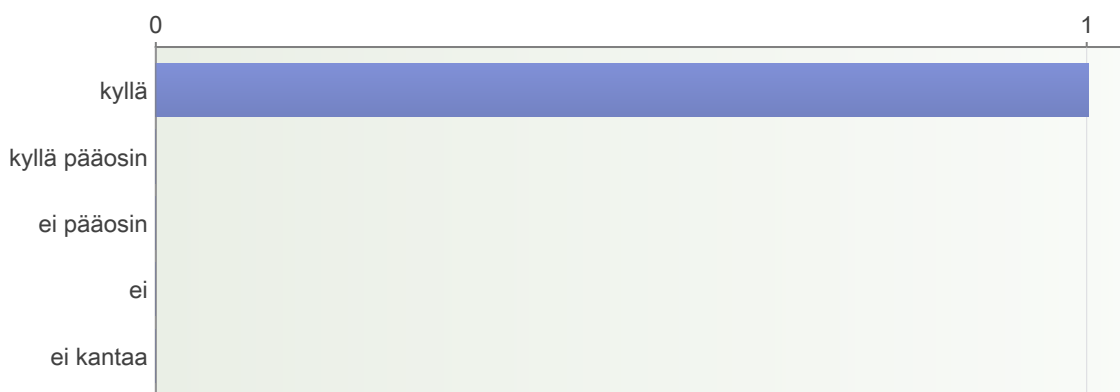 0 1
kyllä
kyllä pääosin
ei pääosin
ei
ei kantaa